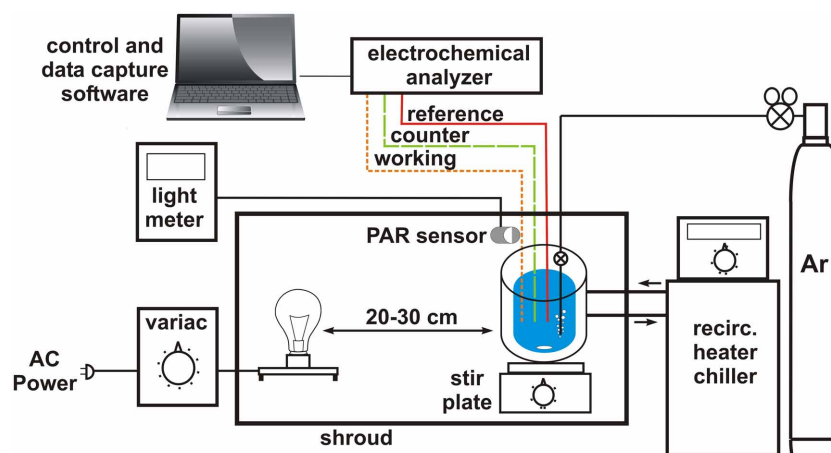 control and
data capture
software
electrochemical
analyzer
reference
counter
working
light
meter
PAR sensor
Ar
variac
20-30 cm
AC
Power
recirc.
heater
chiller
stir
plate
shroud